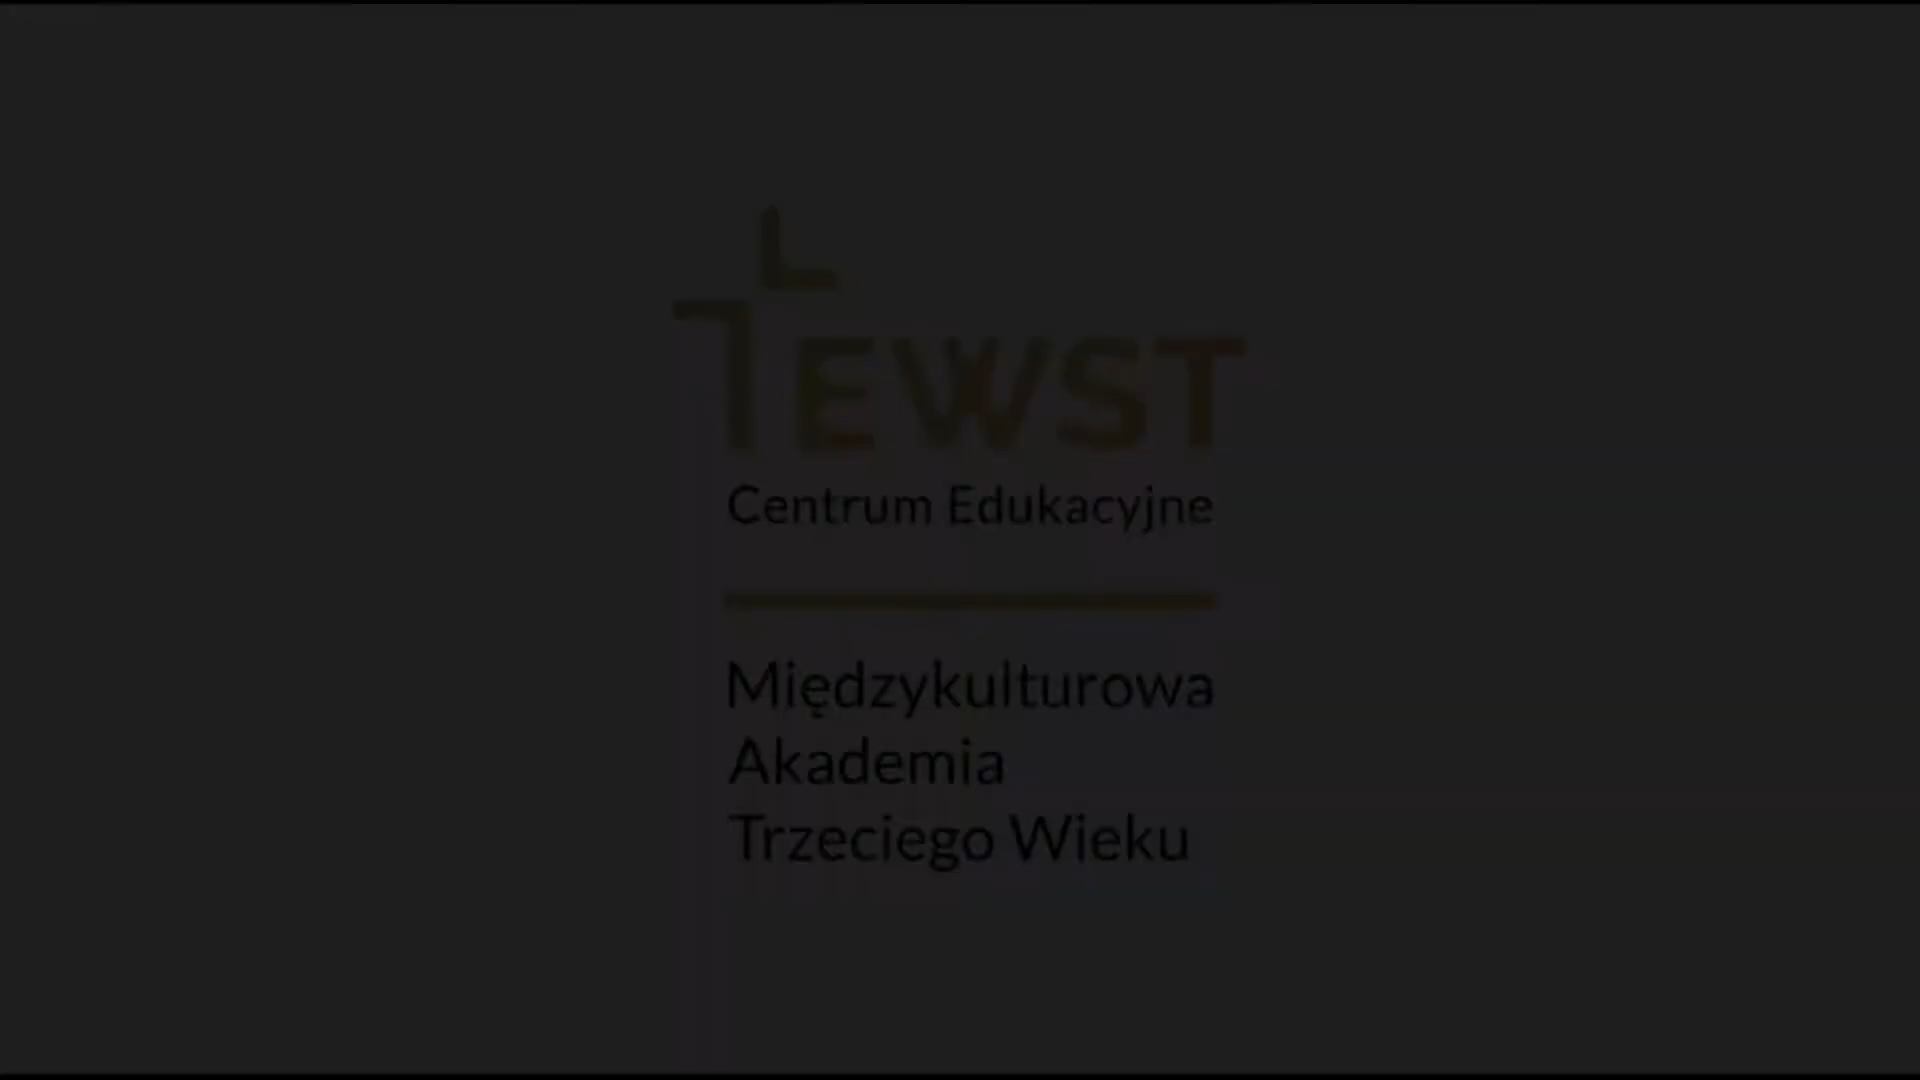 EWST
Centrum Edukacyjne
Międzykulturowa
Akademia
Trzeciego Wieku